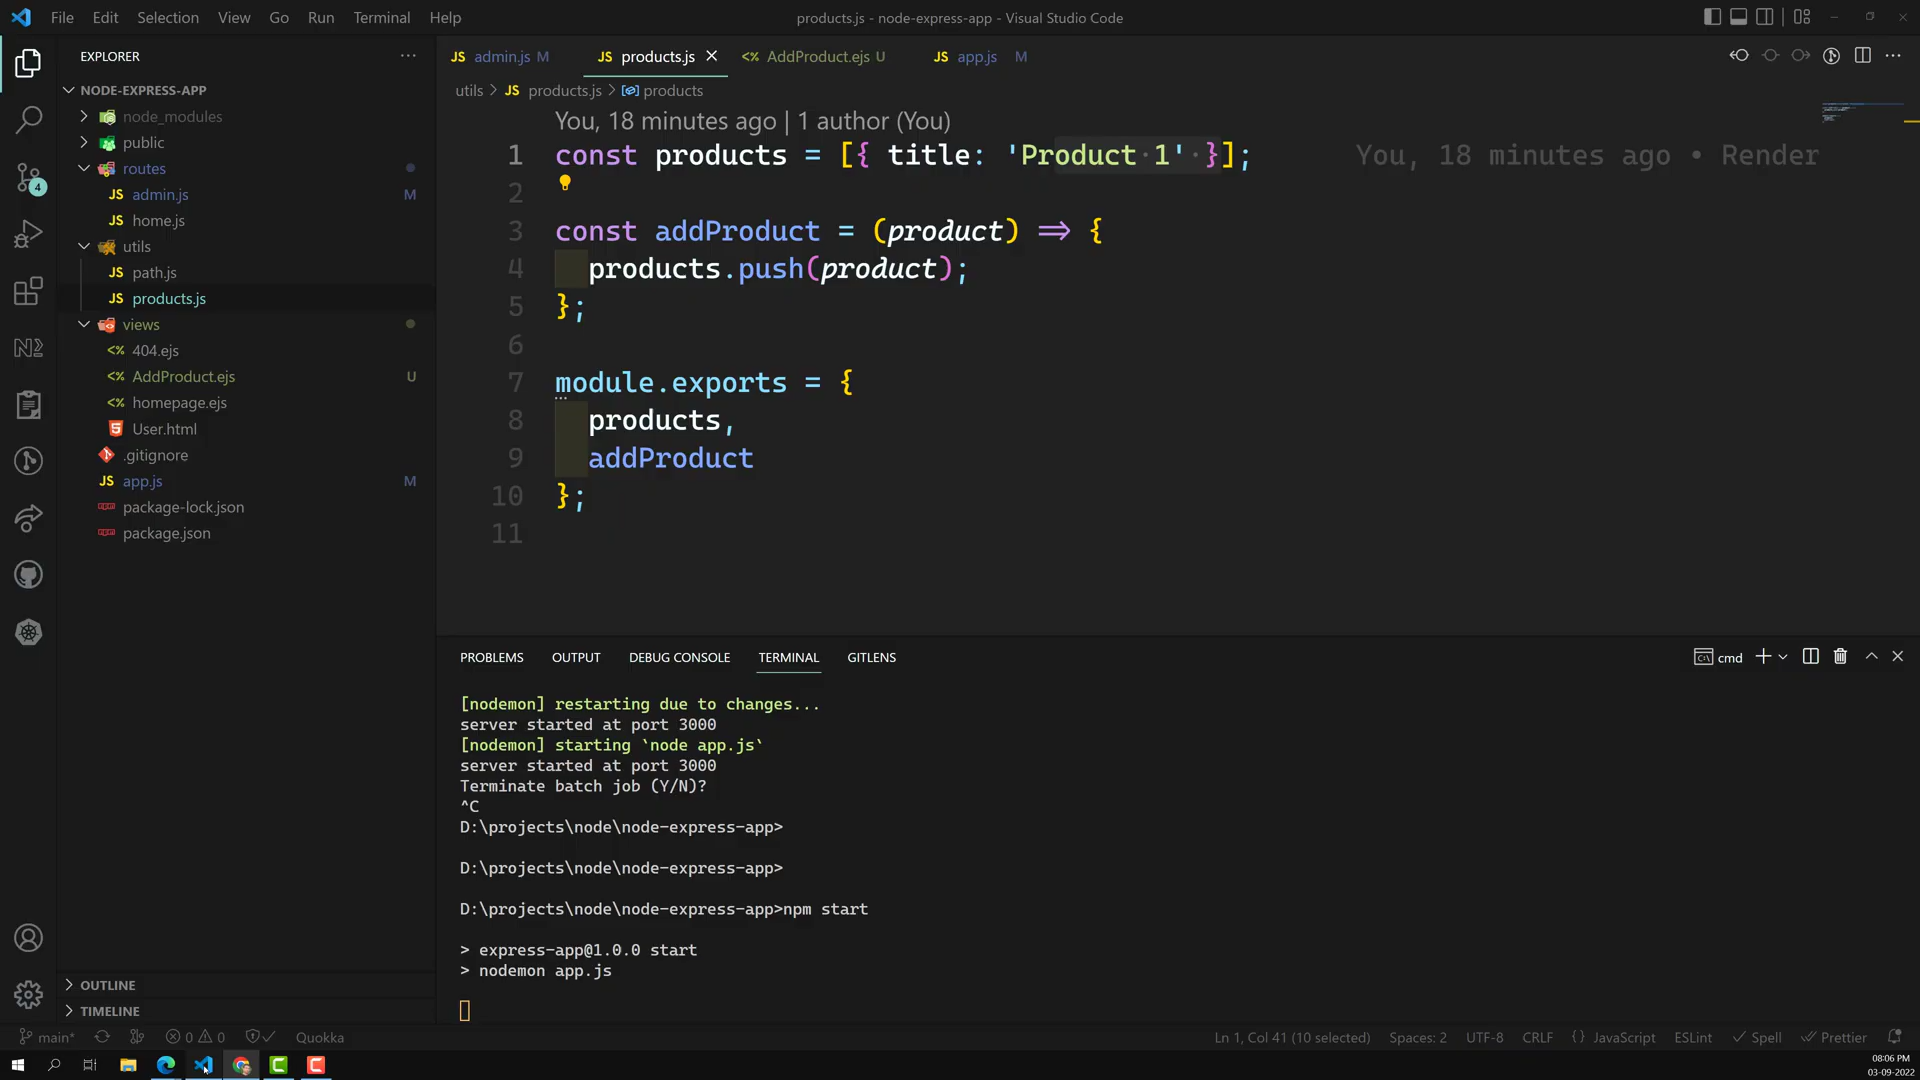 File Edit Selection View Go Run Terminal Help
products.js - node-express-app - Visual Studio Code
EXPLORER
NODE-EXPRESS-APP
node_modules
public
routes
JS admin.js M
JS home.js
utils
JS path.js
JS products.js
views
<% 404.ejs
<% AddProduct.ejs U
<% homepage.ejs
User.html
.gitignore
JS app.js M
package-lock.json
package.json
OUTLINE
TIMELINE
4
JS admin.js M
JS products.js
<% AddProduct.ejs U
JS app.js M
utils > JS products.js > products
You, 18 minutes ago | 1 author (You)
1 const products = [{ title: 'Product·1'·}]; You, 18 minutes ago • Render
2
3 const addProduct = (product) => {
4 products.push(product);
5 };
6
7 module.exports = {
8 products,
9 addProduct
10 };
11
PROBLEMS OUTPUT DEBUG CONSOLE TERMINAL GITLENS
cmd
[nodemon] restarting due to changes...
server started at port 3000
[nodemon] starting `node app.js`
server started at port 3000
Terminate batch job (Y/N)?
^C
D:\projects\node\node-express-app>
D:\projects\node\node-express-app>
D:\projects\node\node-express-app>npm start
> express-app@1.0.0 start
> nodemon app.js
main* 0 0 Quokka
Ln 1, Col 41 (10 selected) Spaces: 2 UTF-8 CRLF {} JavaScript ESLint Spell Prettier
08:06 PM
03-09-2022